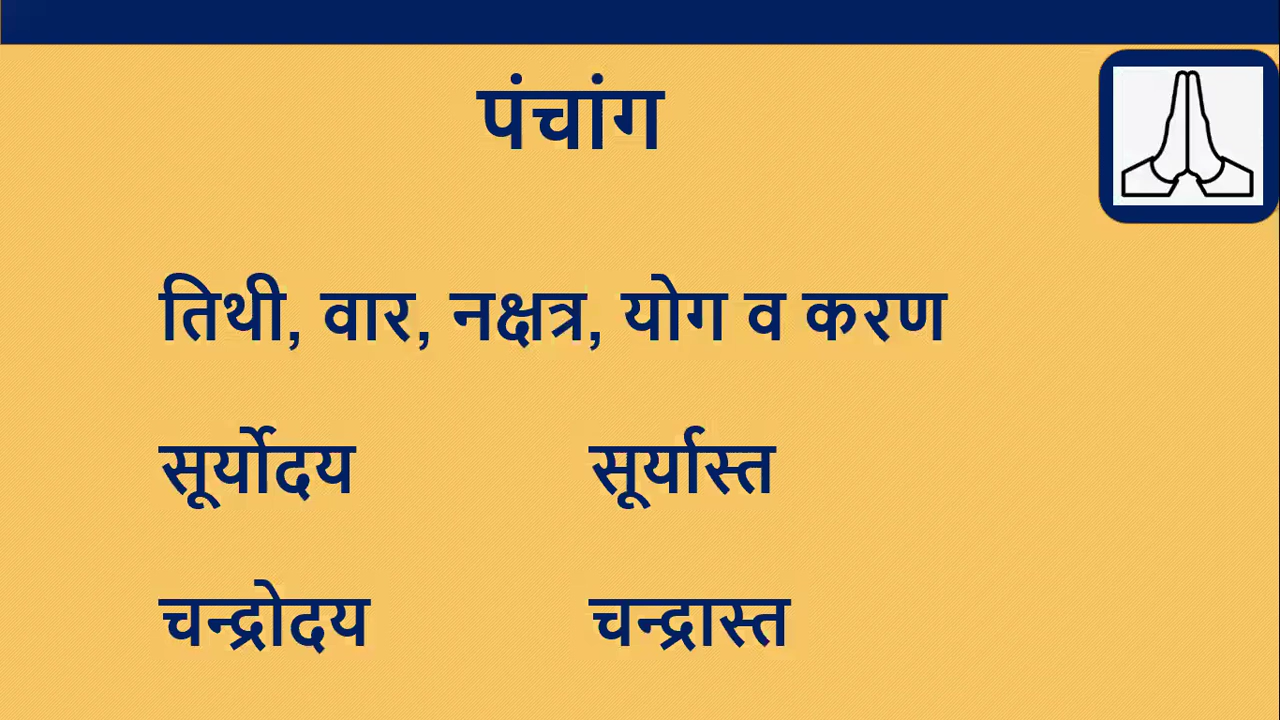 पंचांग
तिथी, वार, नक्षत्र, योग व करण
सूर्योदय सूर्यास्त
चन्द्रोदय चन्द्रास्त